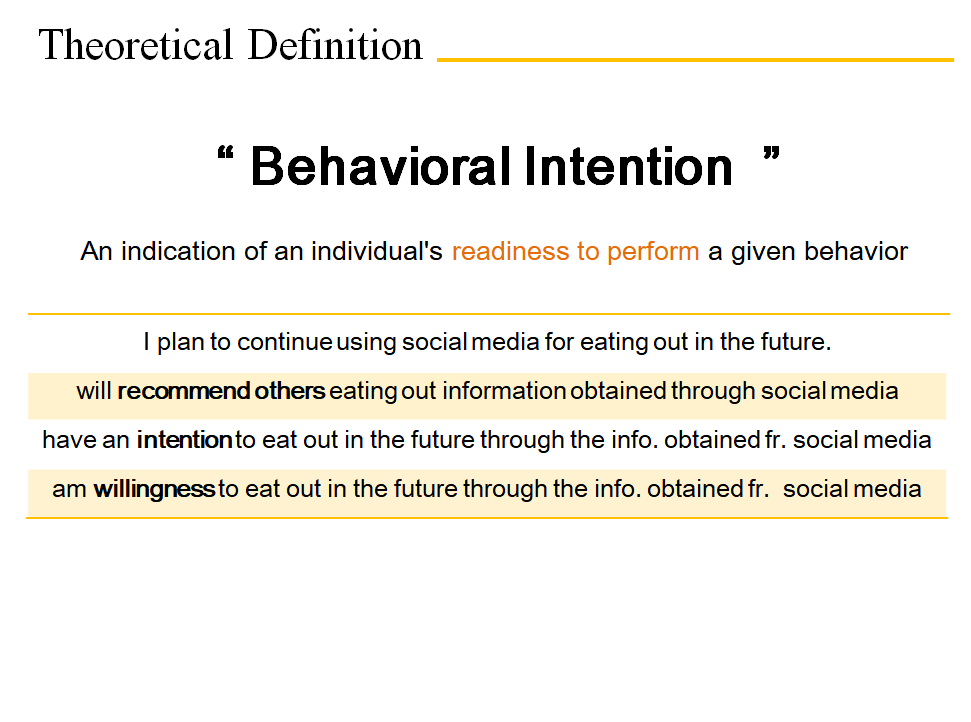 Theoretical Definition
“ Behavioral Intention ”
An indication of an individual's readiness to perform a given behavior
I plan to continue using social media for eating out in the future.
will recommend others eating out information obtained through social media
have an intention to eat out in the future through the info. obtained fr. social media
am willingness to eat out in the future through the info. obtained fr. social media